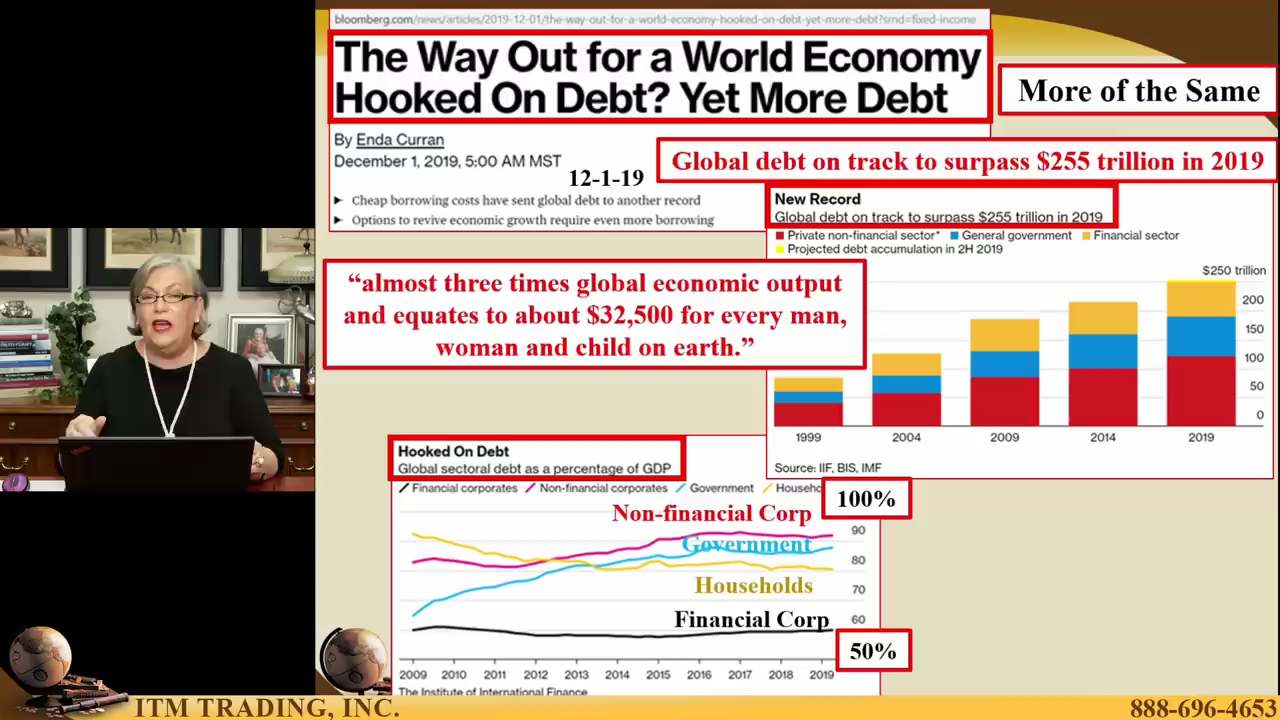 bloomberg.com/news/articles/2019-12-01/the-way-out-for-a-world-economy-hooked-on-debt-yet-more-debt?srnd=fixed-income
The Way Out for a World Economy
Hooked On Debt? Yet More Debt
More of the Same
By Enda Curran
December 1, 2019, 5:00 AM MST
12-1-19
Global debt on track to surpass $255 trillion in 2019
► Cheap borrowing costs have sent global debt to another record
► Options to revive economic growth require even more borrowing
New Record
Global debt on track to surpass $255 trillion in 2019
Private non-financial sector* General government Financial sector
Projected debt accumulation in 2H 2019
$250 trillion
200
150
100
50
0
1999 2004 2009 2014 2019
Source: IIF, BIS, IMF
“almost three times global economic output
and equates to about $32,500 for every man,
woman and child on earth.”
Hooked On Debt
Global sectoral debt as a percentage of GDP
Financial corporates Non-financial corporates Government Househo
100%
Non-financial Corp
90
Government
80
Households
70
Financial Corp
60
50%
2009 2010 2011 2012 2013 2014 2015 2016 2017 2018 2019
The Institute of International Finance
ITM TRADING, INC.
888-696-4653